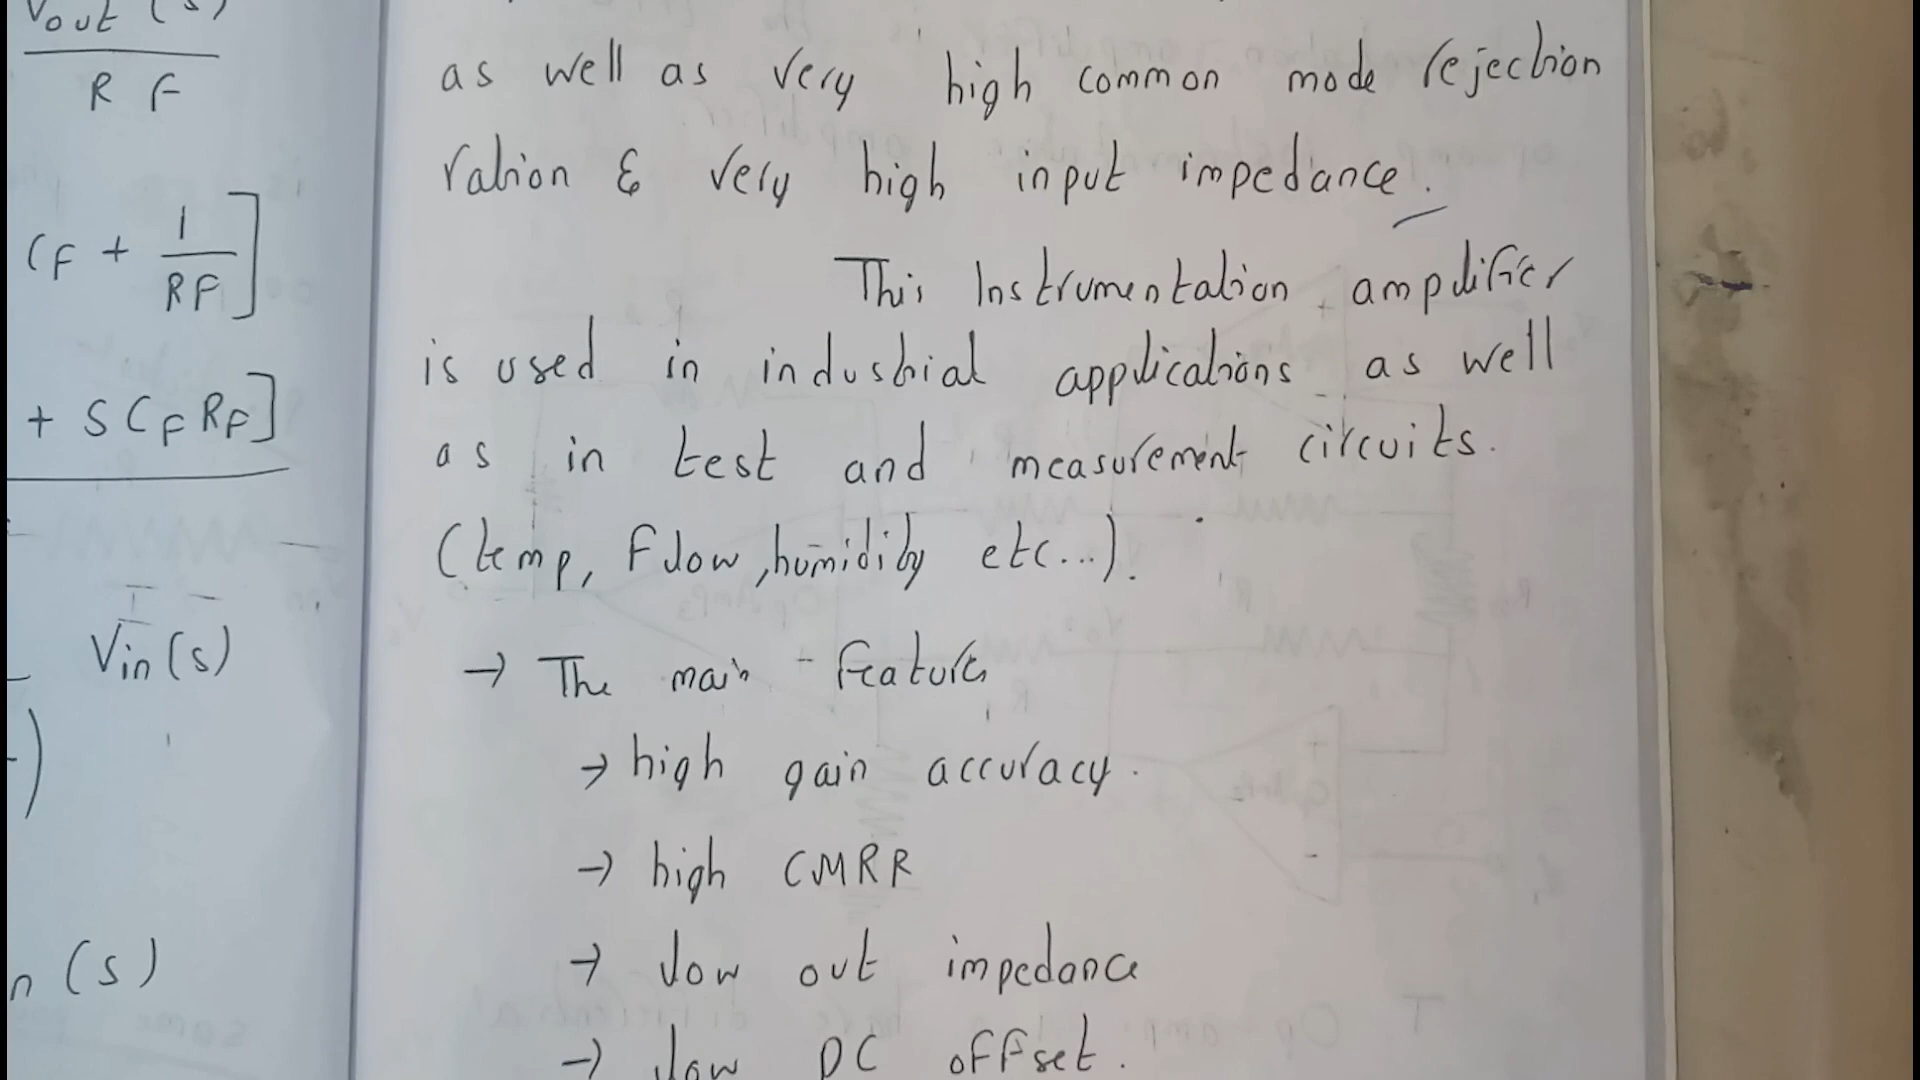 Vout (s)
R F
CF + 1
RF ]
+ S CF RF ]
Vin (s)
n (s)
as well as very high common mode rejection
ration & very high input impedance.
This Instrumentation amplifier
is used in industrial applications as well
as in test and measurement circuits.
(temp, Flow, humidity etc...).
→ The main Features
→ high gain accuracy.
→ high CMRR
→ low out impedance
→ low DC offset.